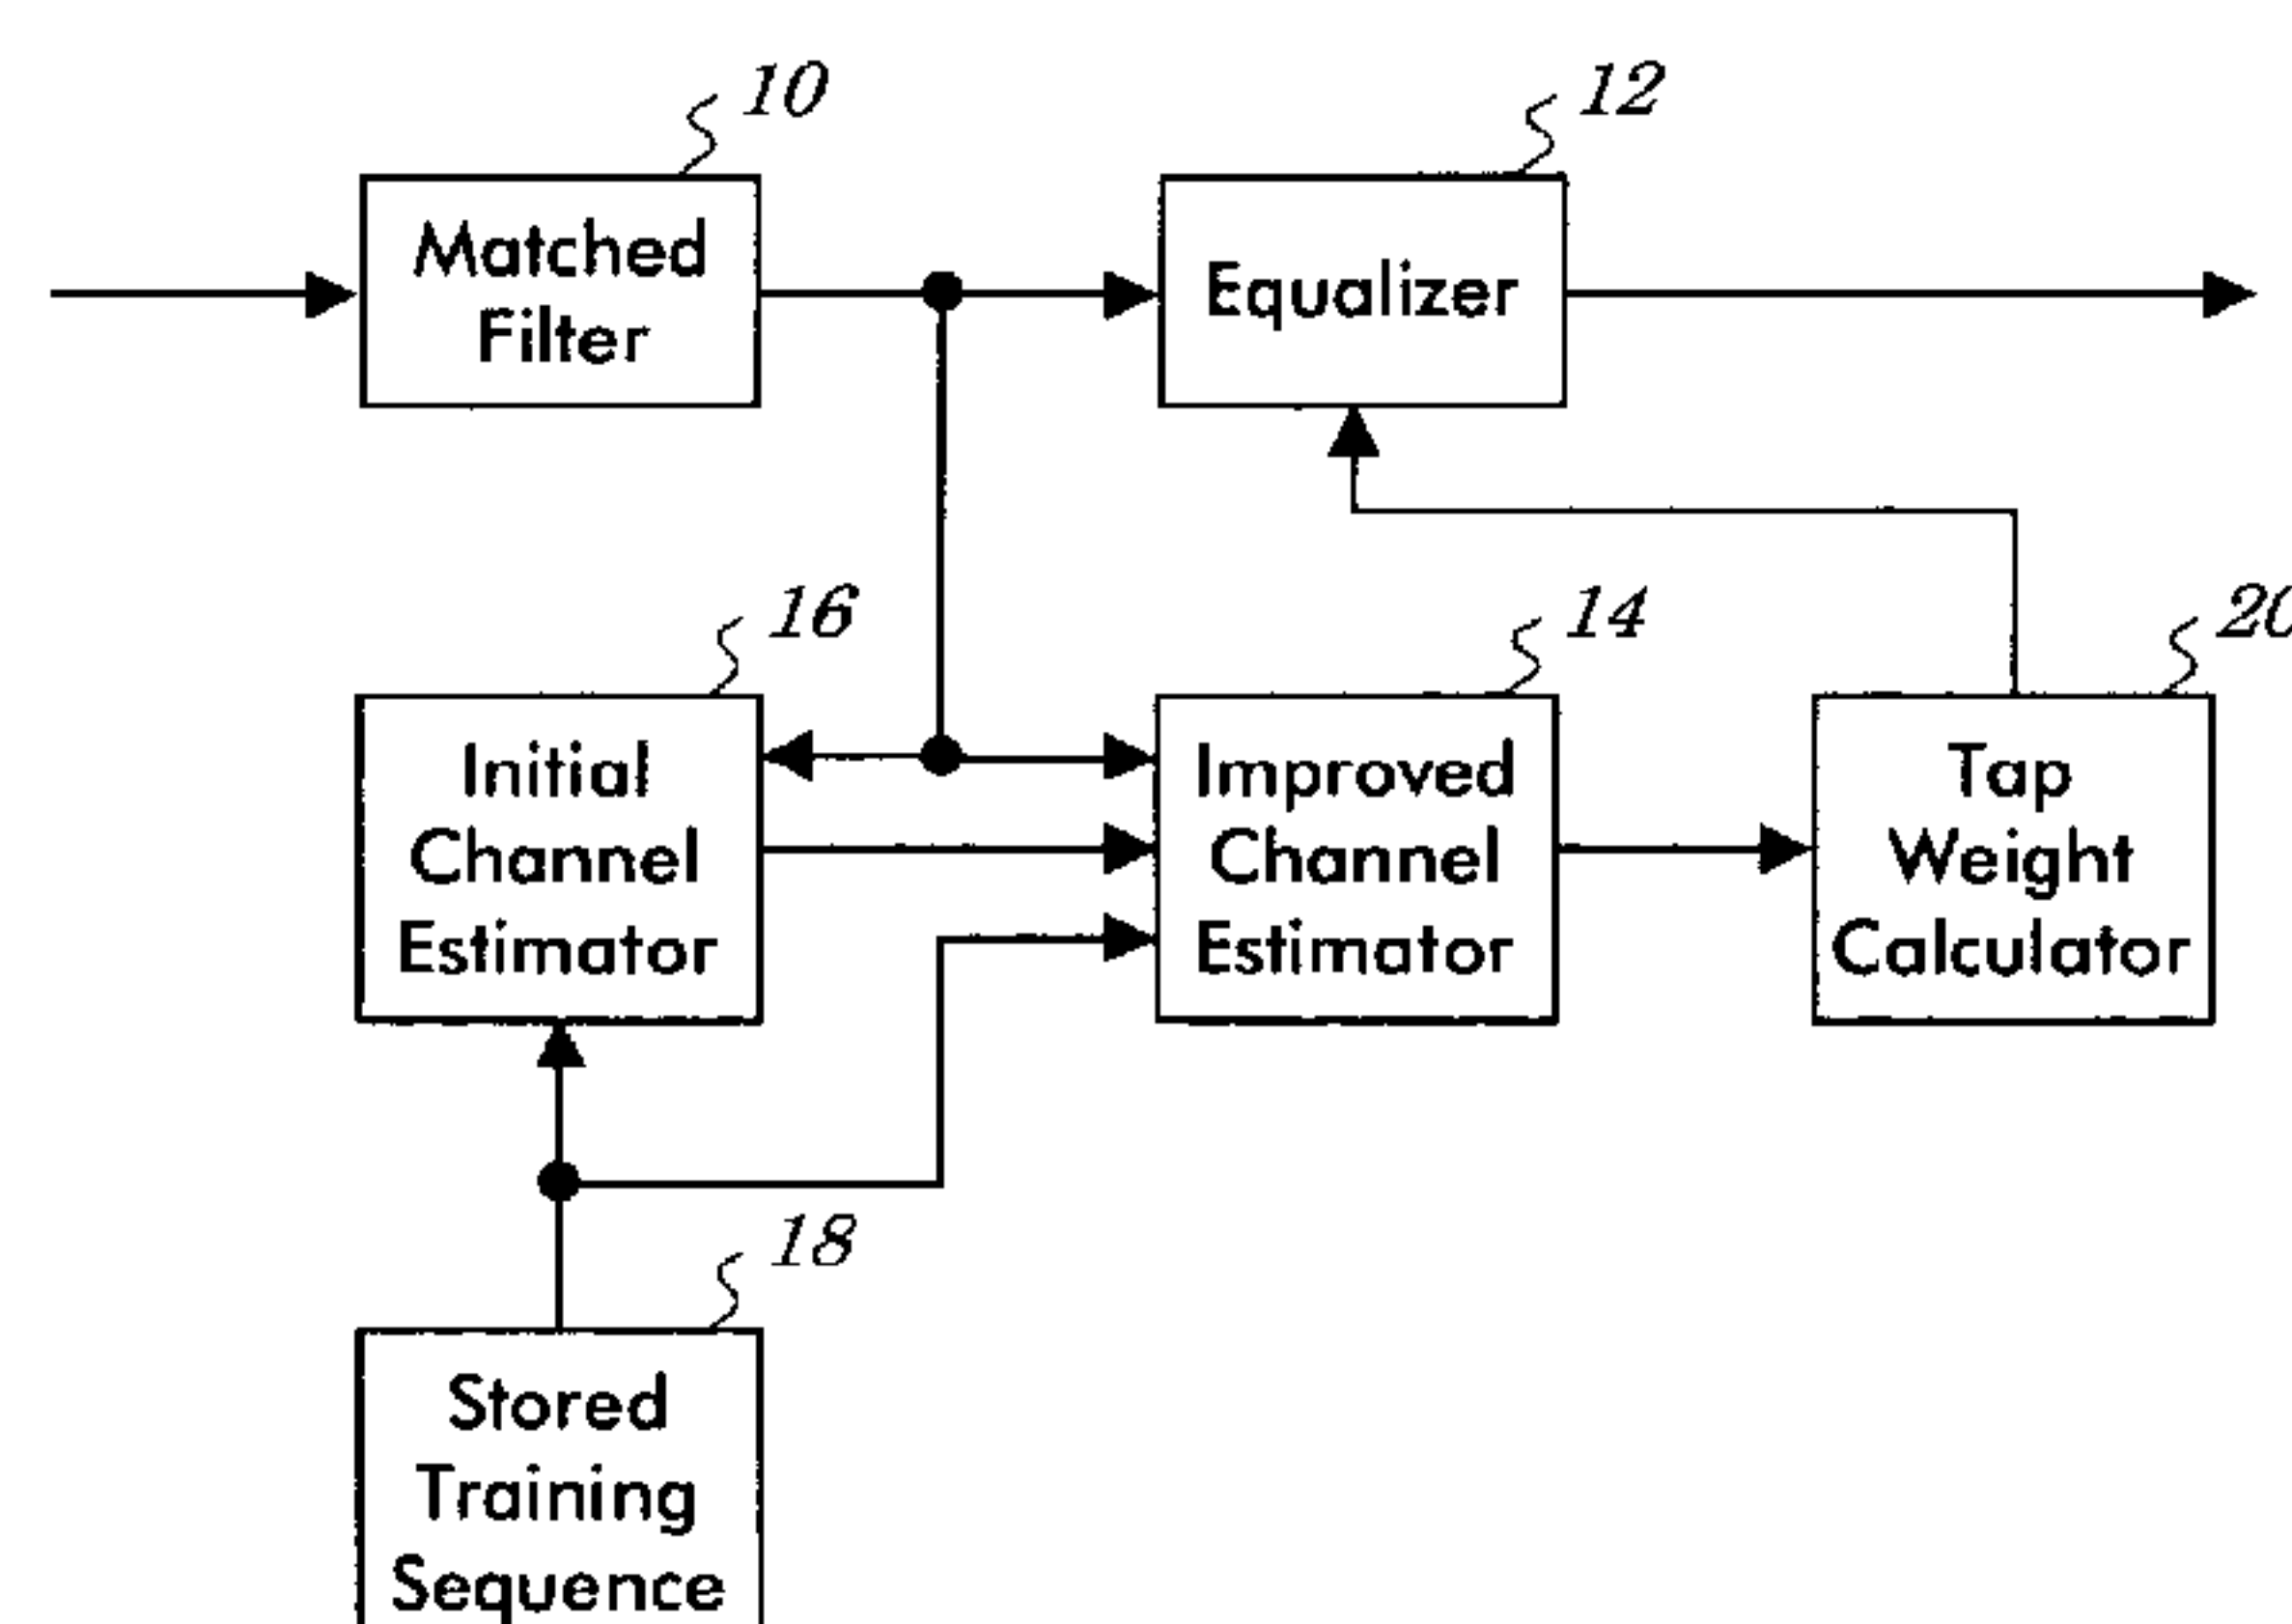 10
12
Matched
Filter
Equalizer
16
14
20
Initial
Channel
Estimator
Improved
Channel
Estimator
Tap
Weight
Calculator
18
Stored
Training
Sequence